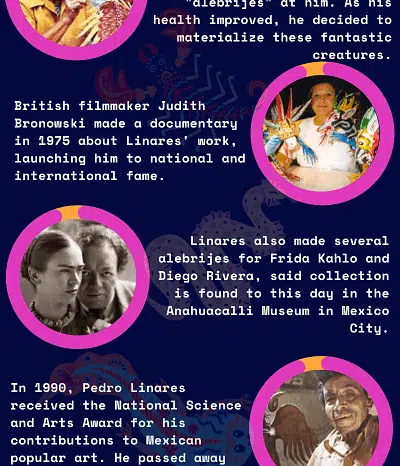 "alebrijes" at him. As his
health improved, he decided to
materialize these fantastic
creatures.
British filmmaker Judith
Bronowski made a documentary
in 1975 about Linares' work,
launching him to national and
international fame.
Linares also made several
alebrijes for Frida Kahlo and
Diego Rivera, said collection
is found to this day in the
Anahuacalli Museum in Mexico
City.
In 1990, Pedro Linares
received the National Science
and Arts Award for his
contributions to Mexican
popular art. He passed away